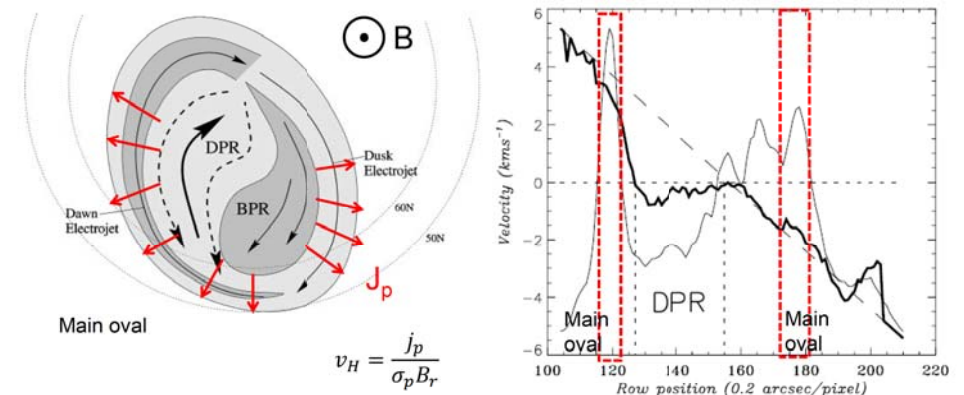 B
DPR
BPR
Dusk
Electrojet
Dawn
Electrojet
60N
50N
J_p
Main oval
v_H = j_p / σ_p B_r
6
4
2
0
-2
-4
-6
Velocity (kms⁻¹)
DPR
Main
oval
Main
oval
100 120 140 160 180 200 220
Row position (0.2 arcsec/pixel)